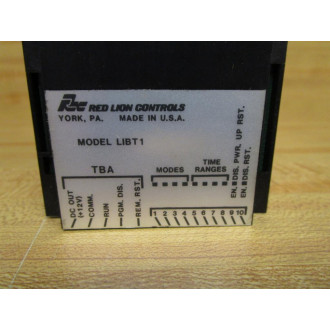 RLC RED LION CONTROLS
YORK, PA. MADE IN U.S.A.
MODEL LIBT1
TBA
MODES
TIME RANGES
DC OUT (+12V)
COMM.
RUN
PGM. DIS.
REM. RST.
1 2 3 4 5 6 7 8 9 10
EN. DIS. PWR. UP RST.
EN. DIS. RST.